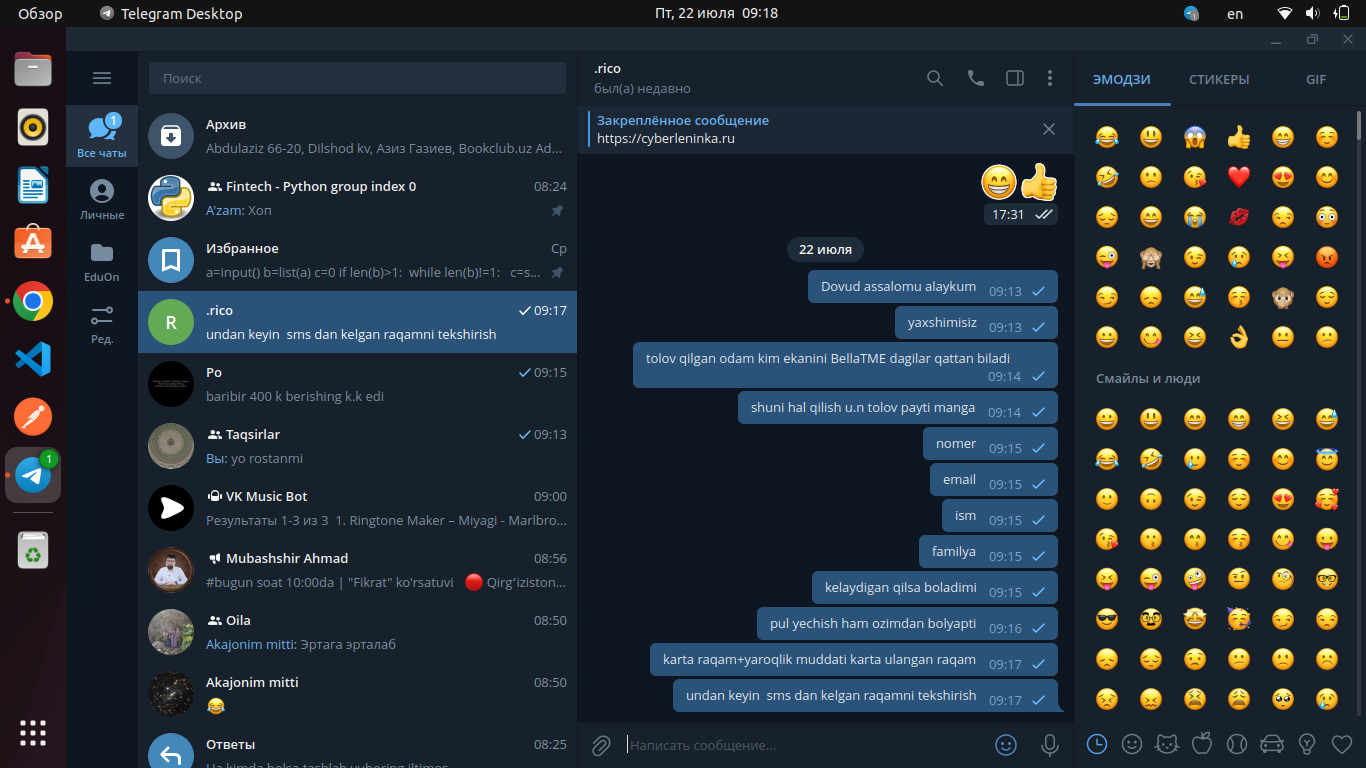 Обзор
Telegram Desktop
Пт, 22 июля 09:18
en
Поиск
1
Все чаты
Личные
EduOn
Ред.
1
Архив
Abdulaziz 66-20, Dilshod kv, Азиз Газиев, Bookclub.uz Ad...
Fintech - Python group index 0
08:24
A'zam: Хоп
Избранное
Ср
a=input() b=list(a) c=0 if len(b)>1: while len(b)!=1: c=s...
R
.rico
09:17
undan keyin sms dan kelgan raqamni tekshirish
Po
09:15
baribir 400 k berishing k.k edi
Taqsirlar
09:13
Вы: yo rostanmi
VK Music Bot
09:00
Результаты 1-3 из 3 1. Ringtone Maker – Miyagi - Marlbro...
Mubashshir Ahmad
08:56
#bugun soat 10:00da | "Fikrat" ko'rsatuvi 🔴 Qirgʻiziston...
Oila
08:50
Akajonim mitti: Эртага эрталаб
Akajonim mitti
08:50
😂
Ответы
08:25
Ha kimda bolsa tashlab yuboring iltimos
.rico
был(а) недавно
Закреплённое сообщение
https://cyberleninka.ru
😁👍
17:31
22 июля
Dovud assalomu alaykum 09:13
yaxshimisiz 09:13
tolov qilgan odam kim ekanini BellaTME dagilar qattan biladi
09:14
shuni hal qilish u.n tolov payti manga 09:14
nomer 09:15
email 09:15
ism 09:15
familya 09:15
kelaydigan qilsa boladimi 09:15
pul yechish ham ozimdan bolyapti 09:16
karta raqam+yaroqlik muddati karta ulangan raqam 09:17
undan keyin sms dan kelgan raqamni tekshirish 09:17
Написать сообщение...
ЭМОДЗИ
СТИКЕРЫ
GIF
Смайлы и люди